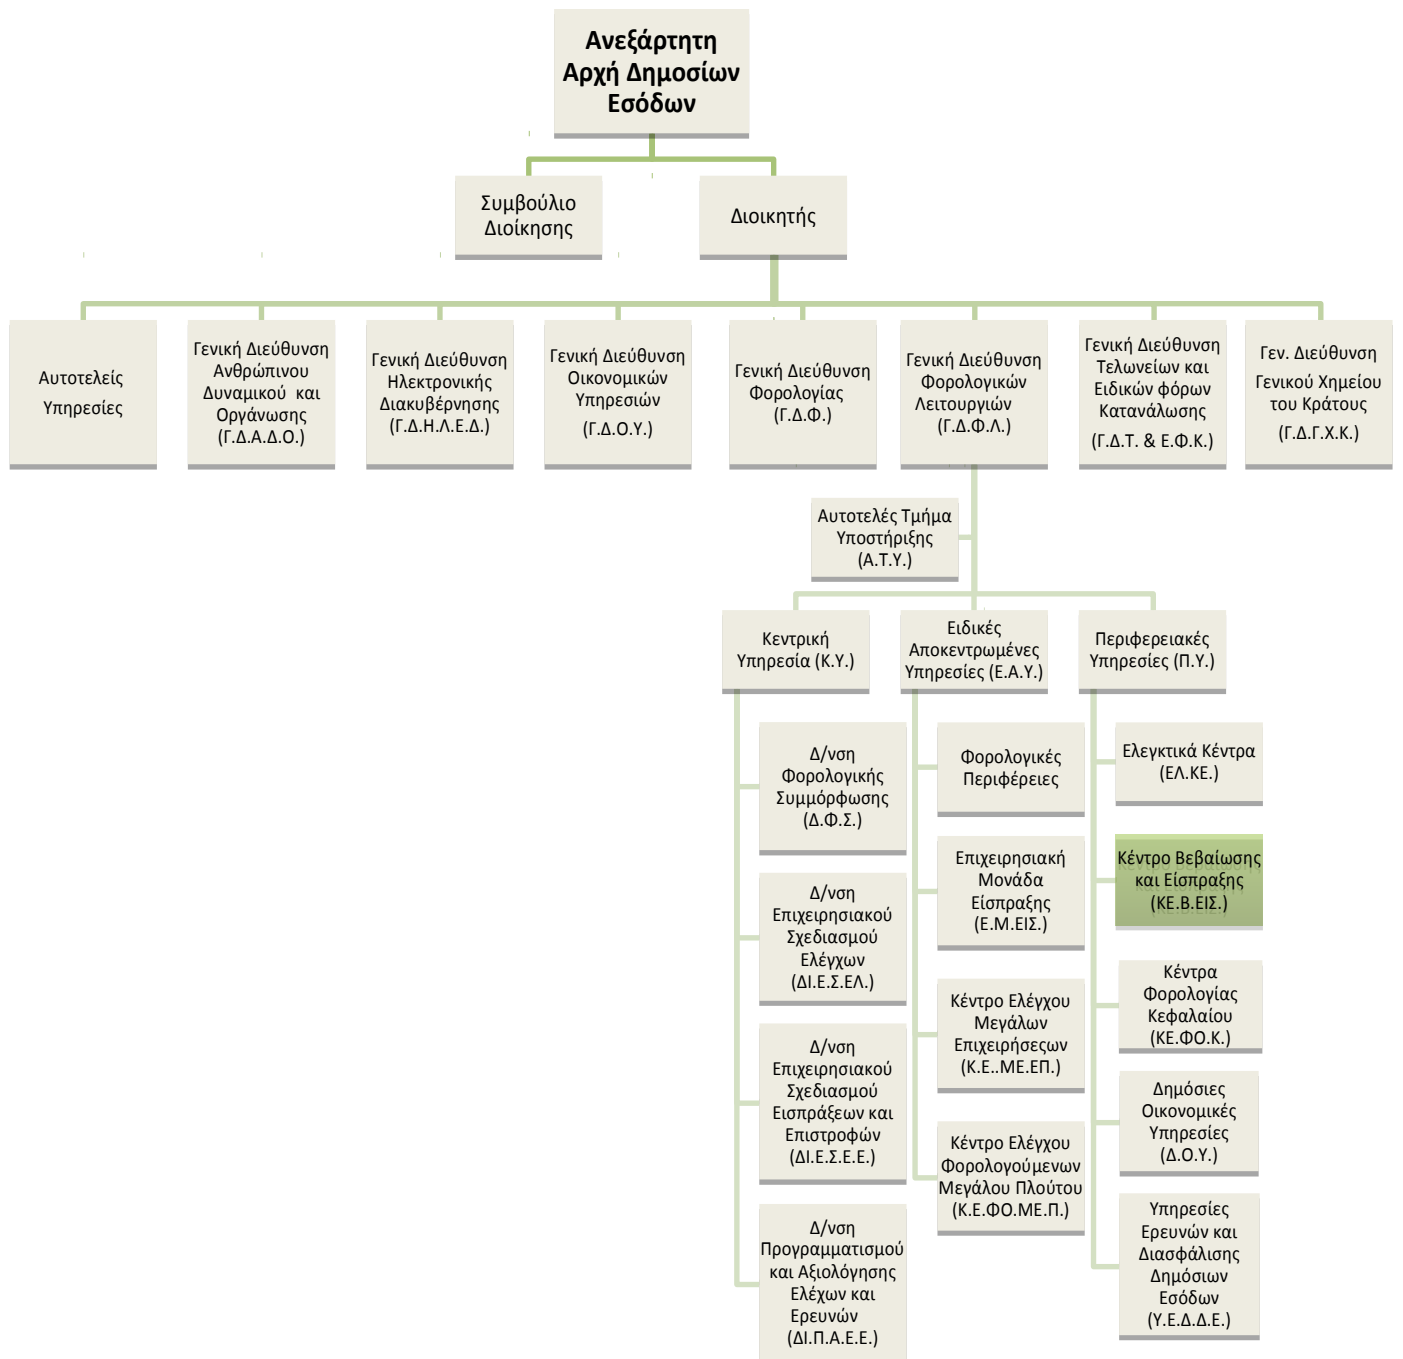 Ανεξάρτητη
Αρχή Δημοσίων
Εσόδων
Συμβούλιο
Διοίκησης
Διοικητής
Αυτοτελείς
Υπηρεσίες
Γενική Διεύθυνση
Ανθρώπινου
Δυναμικού και
Οργάνωσης
(Γ.Δ.Α.Δ.Ο.)
Γενική Διεύθυνση
Ηλεκτρονικής
Διακυβέρνησης
(Γ.Δ.Η.Λ.Ε.Δ.)
Γενική Διεύθυνση
Οικονομικών
Υπηρεσιών
(Γ.Δ.Ο.Υ.)
Γενική Διεύθυνση
Φορολογίας
(Γ.Δ.Φ.)
Γενική Διεύθυνση
Φορολογικών
Λειτουργιών
(Γ.Δ.Φ.Λ.)
Γενική Διεύθυνση
Τελωνείων και
Ειδικών φόρων
Κατανάλωσης
(Γ.Δ.Τ. & Ε.Φ.Κ.)
Γεν. Διεύθυνση
Γενικού Χημείου
του Κράτους
(Γ.Δ.Γ.Χ.Κ.)
Αυτοτελές Τμήμα
Υποστήριξης
(Α.Τ.Υ.)
Κεντρική
Υπηρεσία (Κ.Υ.)
Ειδικές
Αποκεντρωμένες
Υπηρεσίες (Ε.Α.Υ.)
Περιφερειακές
Υπηρεσίες (Π.Υ.)
Δ/νση
Φορολογικής
Συμμόρφωσης
(Δ.Φ.Σ.)
Δ/νση
Επιχειρησιακού
Σχεδιασμού
Ελέγχων
(ΔΙ.Ε.Σ.ΕΛ.)
Δ/νση
Επιχειρησιακού
Σχεδιασμού
Εισπράξεων και
Επιστροφών
(ΔΙ.Ε.Σ.Ε.Ε.)
Δ/νση
Προγραμματισμού
και Αξιολόγησης
Ελέχων και
Ερευνών
(ΔΙ.Π.Α.Ε.Ε.)
Φορολογικές
Περιφέρειες
Επιχειρησιακή
Μονάδα
Είσπραξης
(Ε.Μ.ΕΙΣ.)
Κέντρο Ελέγχου
Μεγάλων
Επιχειρήσεςων
(Κ.Ε..ΜΕ.ΕΠ.)
Κέντρο Ελέγχου
Φορολογούμενων
Μεγάλου Πλούτου
(Κ.Ε.ΦΟ.ΜΕ.Π.)
Ελεγκτικά Κέντρα
(ΕΛ.ΚΕ.)
Κέντρο Βεβαίωσης
και Είσπραξης
(ΚΕ.Β.ΕΙΣ.)
Κέντρα
Φορολογίας
Κεφαλαίου
(ΚΕ.ΦΟ.Κ.)
Δημόσιες
Οικονομικές
Υπηρεσίες
(Δ.Ο.Υ.)
Υπηρεσίες
Ερευνών και
Διασφάλισης
Δημόσιων
Εσόδων
(Υ.Ε.Δ.Δ.Ε.)